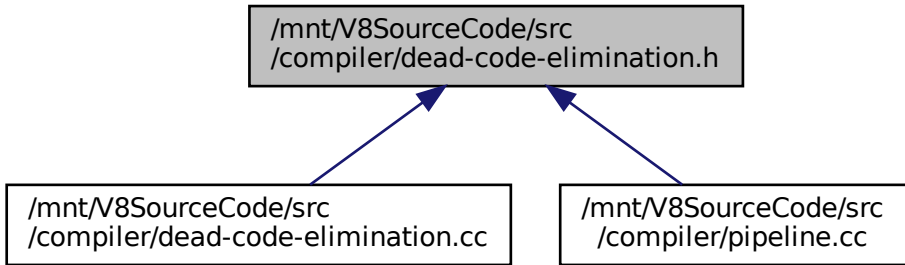 /mnt/V8SourceCode/src
/compiler/dead-code-elimination.h
/mnt/V8SourceCode/src
/compiler/dead-code-elimination.cc
/mnt/V8SourceCode/src
/compiler/pipeline.cc